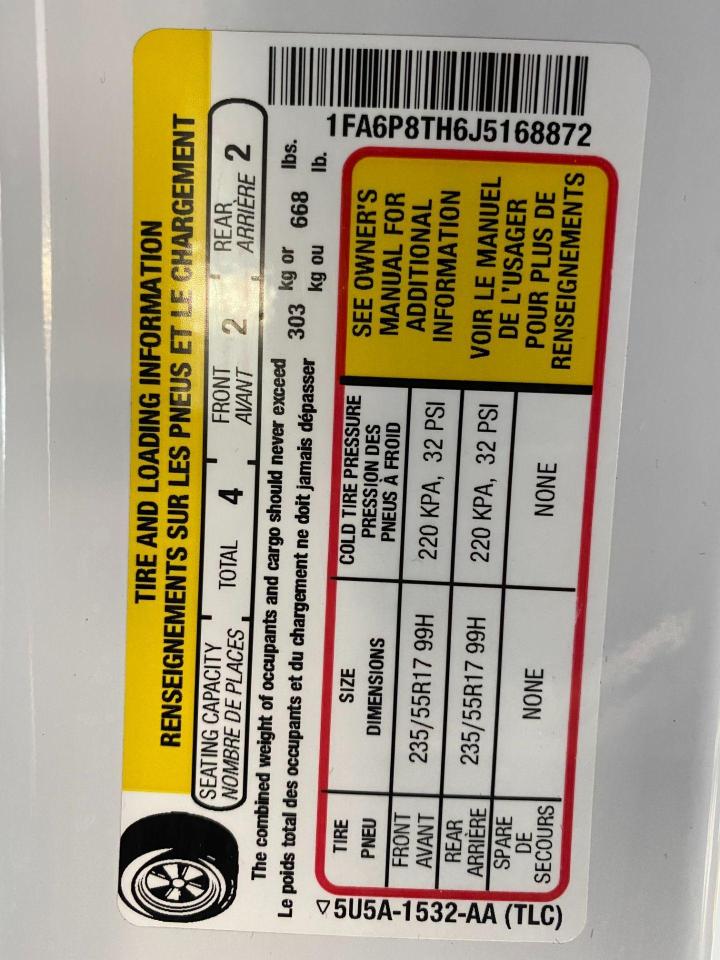 TIRE AND LOADING INFORMATION
RENSEIGNEMENTS SUR LES PNEUS ET LE CHARGEMENT
SEATING CAPACITY
NOMBRE DE PLACES
TOTAL 4
FRONT
AVANT 2
REAR
ARRIÈRE 2
The combined weight of occupants and cargo should never exceed 303 kg or 668 lbs.
Le poids total des occupants et du chargement ne doit jamais dépasser kg ou lb.
1FA6P8TH6J5168872
TIRE
PNEU
SIZE
DIMENSIONS
COLD TIRE PRESSURE
PRESSION DES
PNEUS À FROID
FRONT
AVANT
235/55R17 99H
220 KPA, 32 PSI
REAR
ARRIÈRE
235/55R17 99H
220 KPA, 32 PSI
SPARE
DE
SECOURS
NONE
NONE
SEE OWNER'S
MANUAL FOR
ADDITIONAL
INFORMATION
VOIR LE MANUEL
DE L'USAGER
POUR PLUS DE
RENSEIGNEMENTS
▽5U5A-1532-AA (TLC)